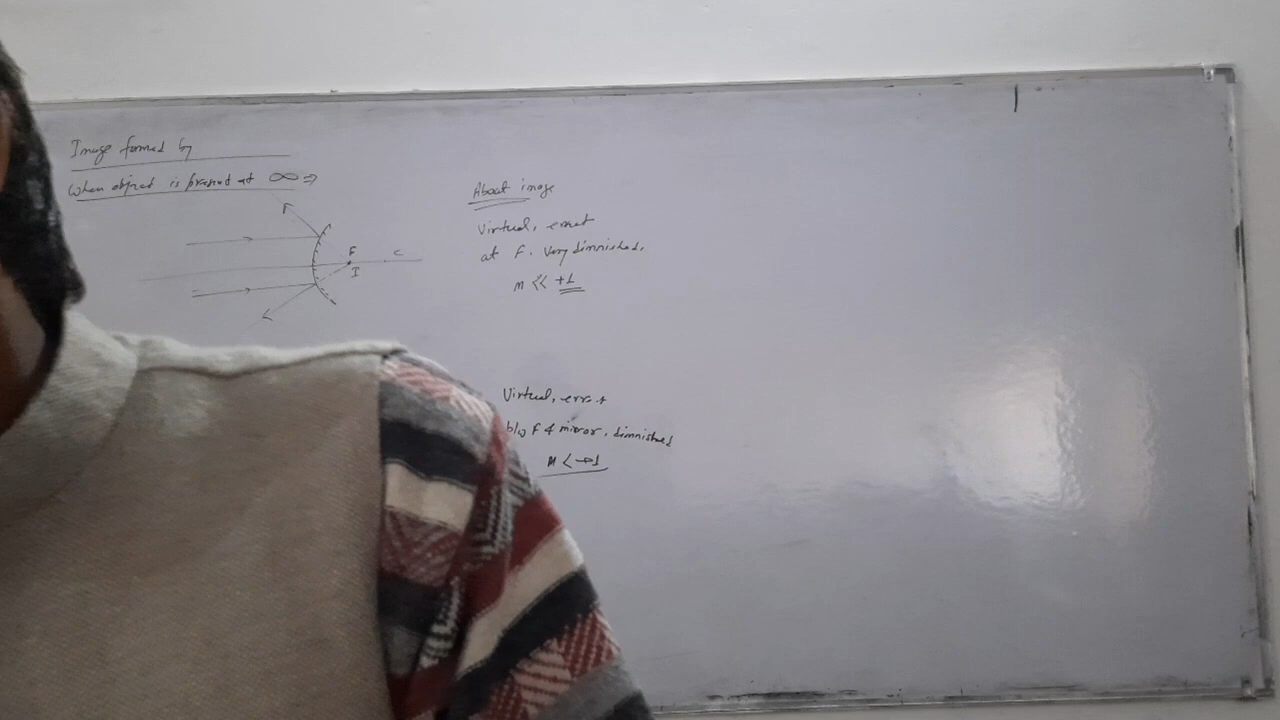 Image formed by
When object is present at ∞ ⇒
F
C
I
About image
Virtual, erect
at F. Very diminished.
m << +1
Virtual, erect
b/w F & mirror, diminished
M < +1